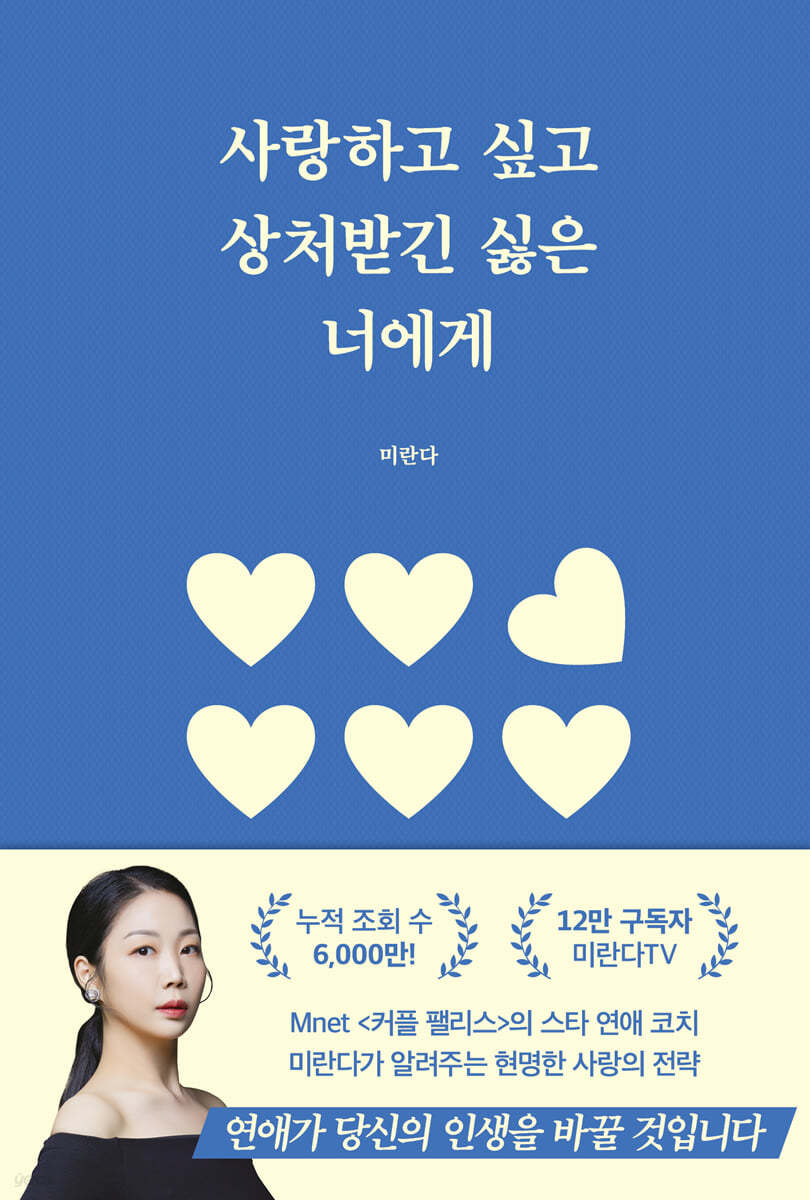 사랑하고 싶고
상처받긴 싫은
너에게
미란다
누적 조회 수
6,000만!
12만 구독자
미란다TV
Mnet <커플 팰리스>의 스타 연애 코치
미란다가 알려주는 현명한 사랑의 전략
연애가 당신의 인생을 바꿀 것입니다